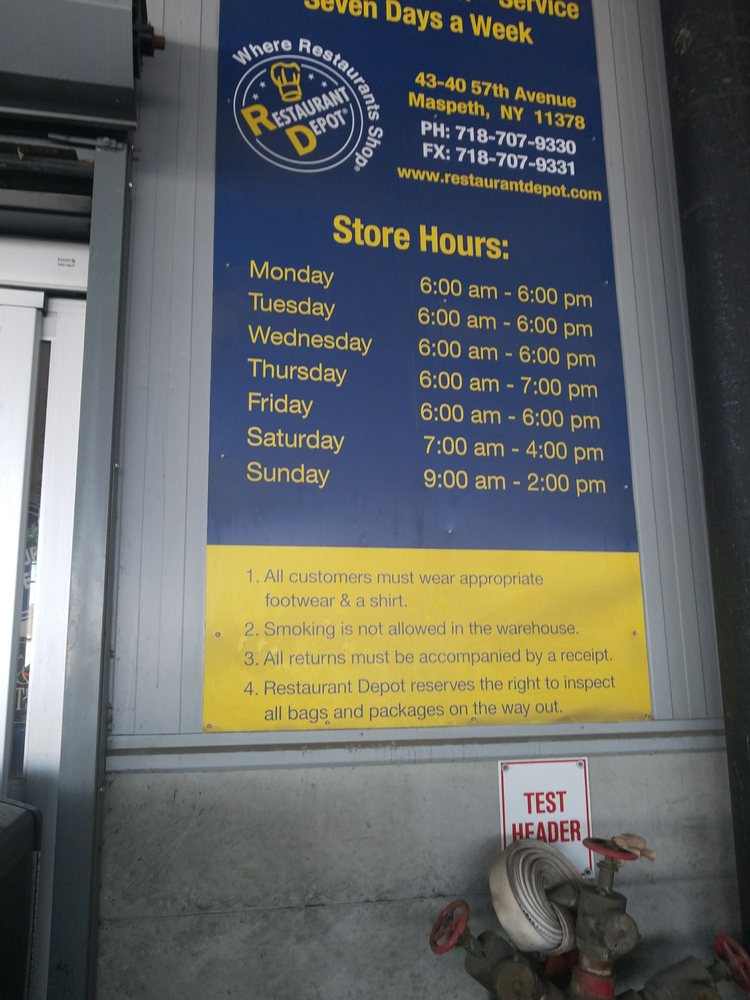 Service
Seven Days a Week
Where Restaurants Shop®
RESTAURANT DEPOT®
43-40 57th Avenue
Maspeth, NY 11378
PH: 718-707-9330
FX: 718-707-9331
www.restaurantdepot.com
Store Hours:
Monday 6:00 am - 6:00 pm
Tuesday 6:00 am - 6:00 pm
Wednesday 6:00 am - 6:00 pm
Thursday 6:00 am - 7:00 pm
Friday 6:00 am - 6:00 pm
Saturday 7:00 am - 4:00 pm
Sunday 9:00 am - 2:00 pm
1. All customers must wear appropriate
footwear & a shirt.
2. Smoking is not allowed in the warehouse.
3. All returns must be accompanied by a receipt.
4. Restaurant Depot reserves the right to inspect
all bags and packages on the way out.
TEST
HEADER